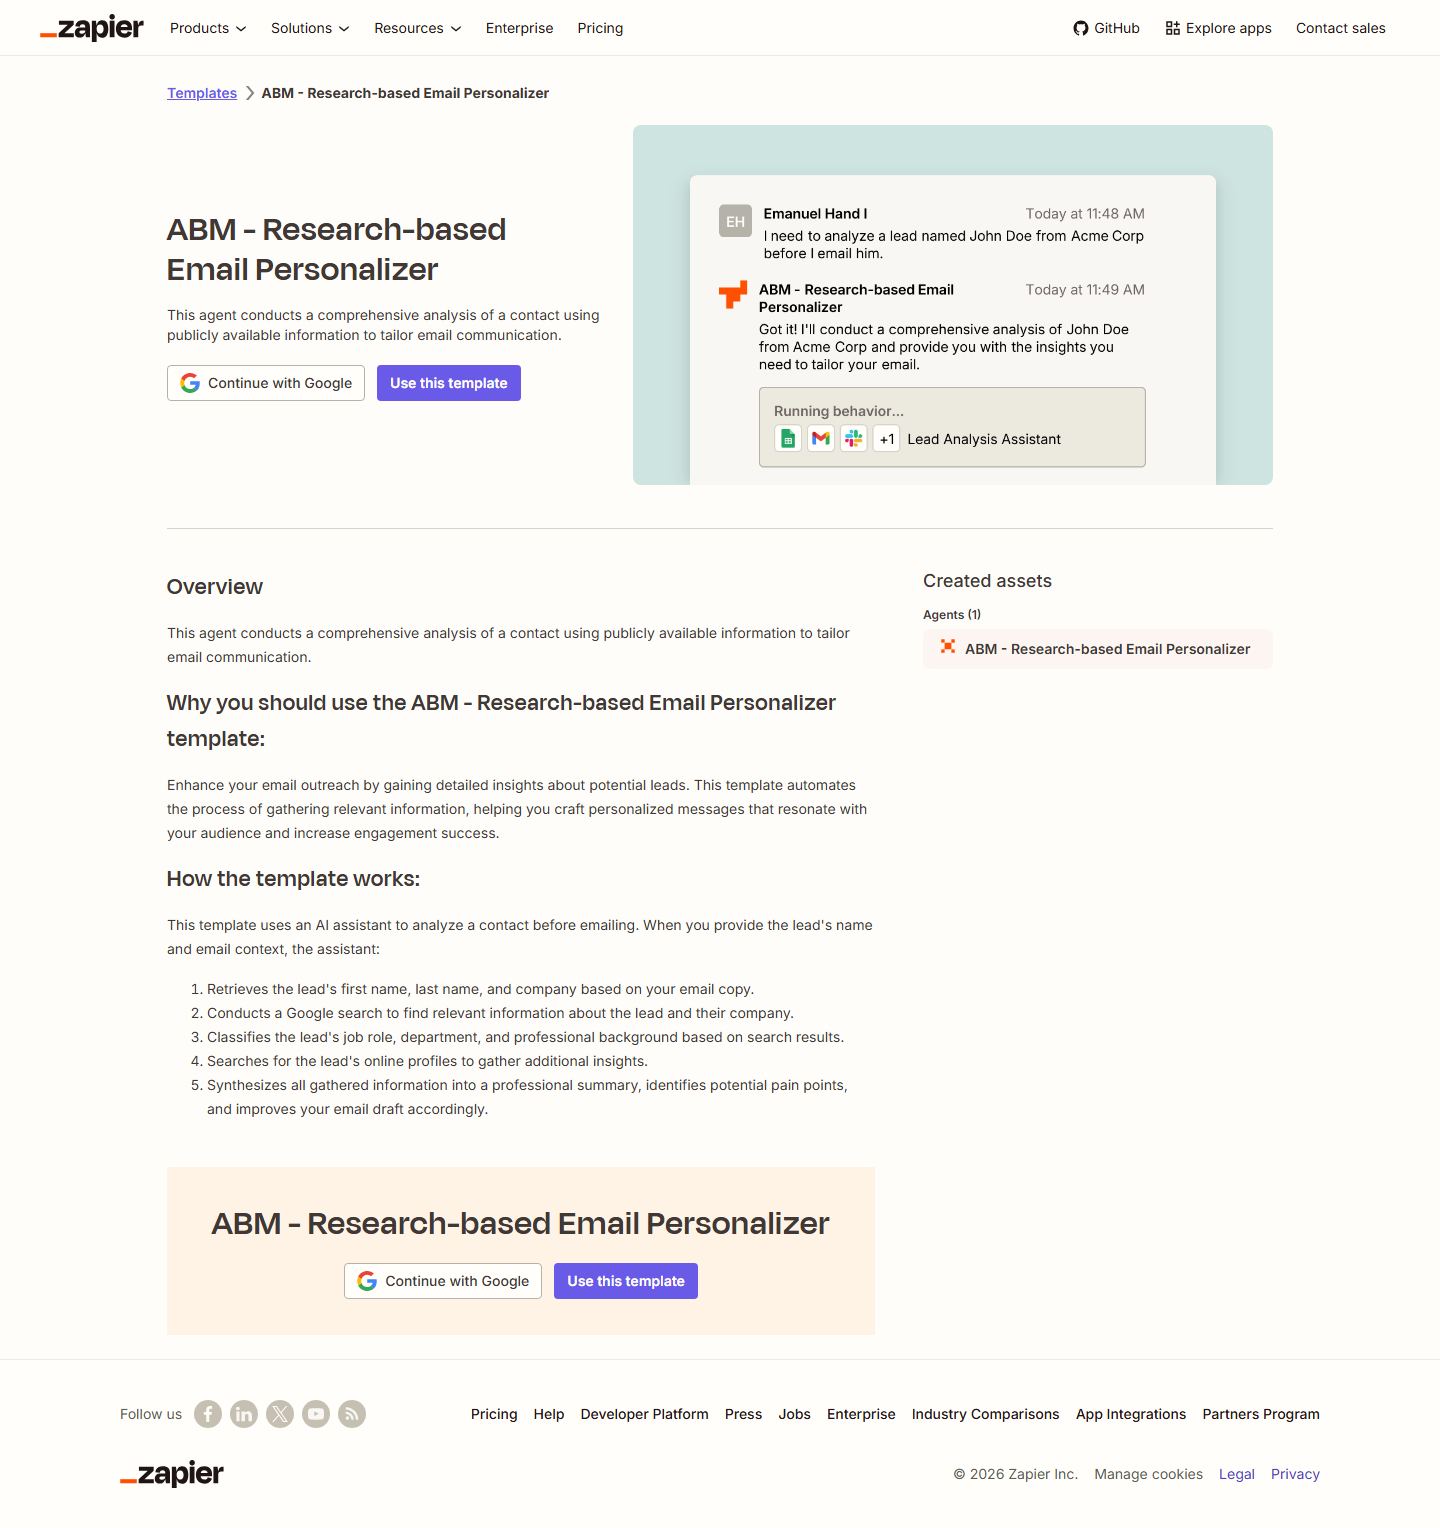 zapier
Products
Solutions
Resources
Enterprise
Pricing
GitHub
Explore apps
Contact sales
Templates
ABM - Research-based Email Personalizer
ABM - Research-based
Email Personalizer
This agent conducts a comprehensive analysis of a contact using
publicly available information to tailor email communication.
Continue with Google
Use this template
EH
Emanuel Hand I
Today at 11:48 AM
I need to analyze a lead named John Doe from Acme Corp
before I email him.
ABM - Research-based Email
Personalizer
Today at 11:49 AM
Got it! I'll conduct a comprehensive analysis of John Doe
from Acme Corp and provide you with the insights you
need to tailor your email.
Running behavior...
+1
Lead Analysis Assistant
Overview
This agent conducts a comprehensive analysis of a contact using publicly available information to tailor
email communication.
Why you should use the ABM - Research-based Email Personalizer
template:
Enhance your email outreach by gaining detailed insights about potential leads. This template automates
the process of gathering relevant information, helping you craft personalized messages that resonate with
your audience and increase engagement success.
How the template works:
This template uses an AI assistant to analyze a contact before emailing. When you provide the lead's name
and email context, the assistant:
1. Retrieves the lead's first name, last name, and company based on your email copy.
2. Conducts a Google search to find relevant information about the lead and their company.
3. Classifies the lead's job role, department, and professional background based on search results.
4. Searches for the lead's online profiles to gather additional insights.
5. Synthesizes all gathered information into a professional summary, identifies potential pain points,
and improves your email draft accordingly.
Created assets
Agents (1)
ABM - Research-based Email Personalizer
ABM - Research-based Email Personalizer
Continue with Google
Use this template
Follow us
Pricing
Help
Developer Platform
Press
Jobs
Enterprise
Industry Comparisons
App Integrations
Partners Program
zapier
© 2026 Zapier Inc.
Manage cookies
Legal
Privacy